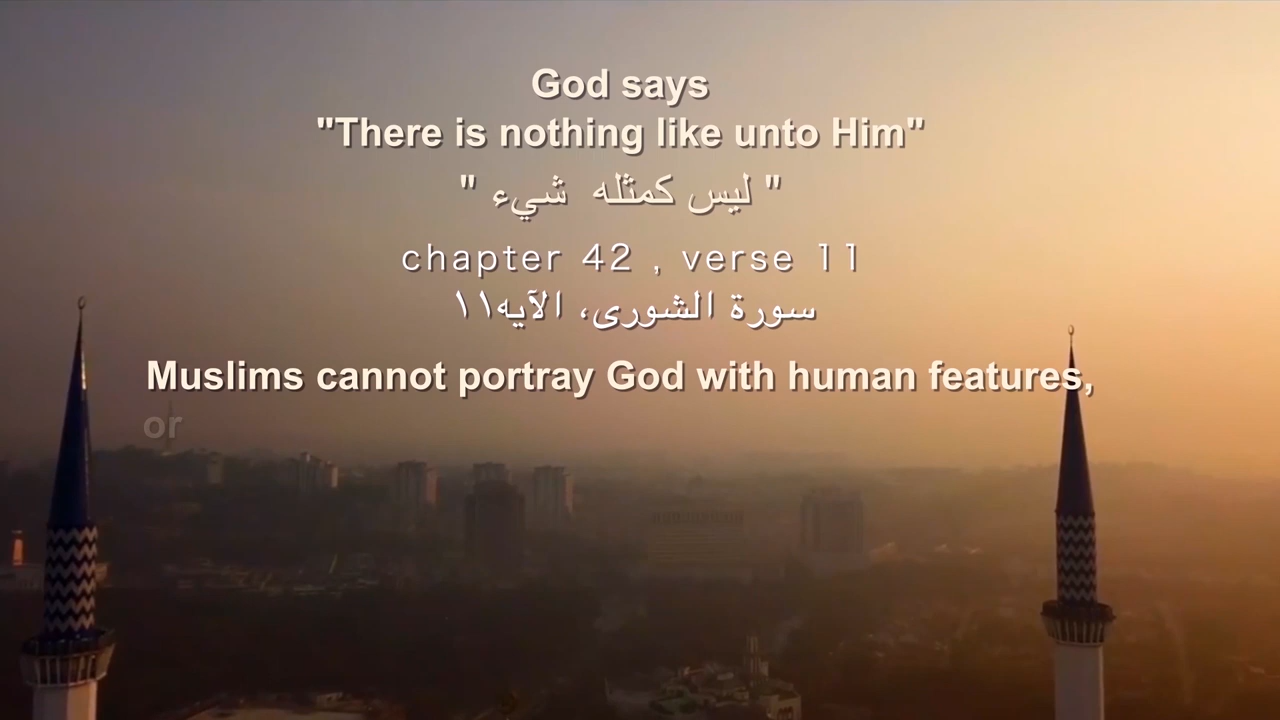 God says
"There is nothing like unto Him"
" ليس كمثله شيء "
chapter 42 , verse 11
سورة الشورى، الآيه١١
Muslims cannot portray God with human features,
or